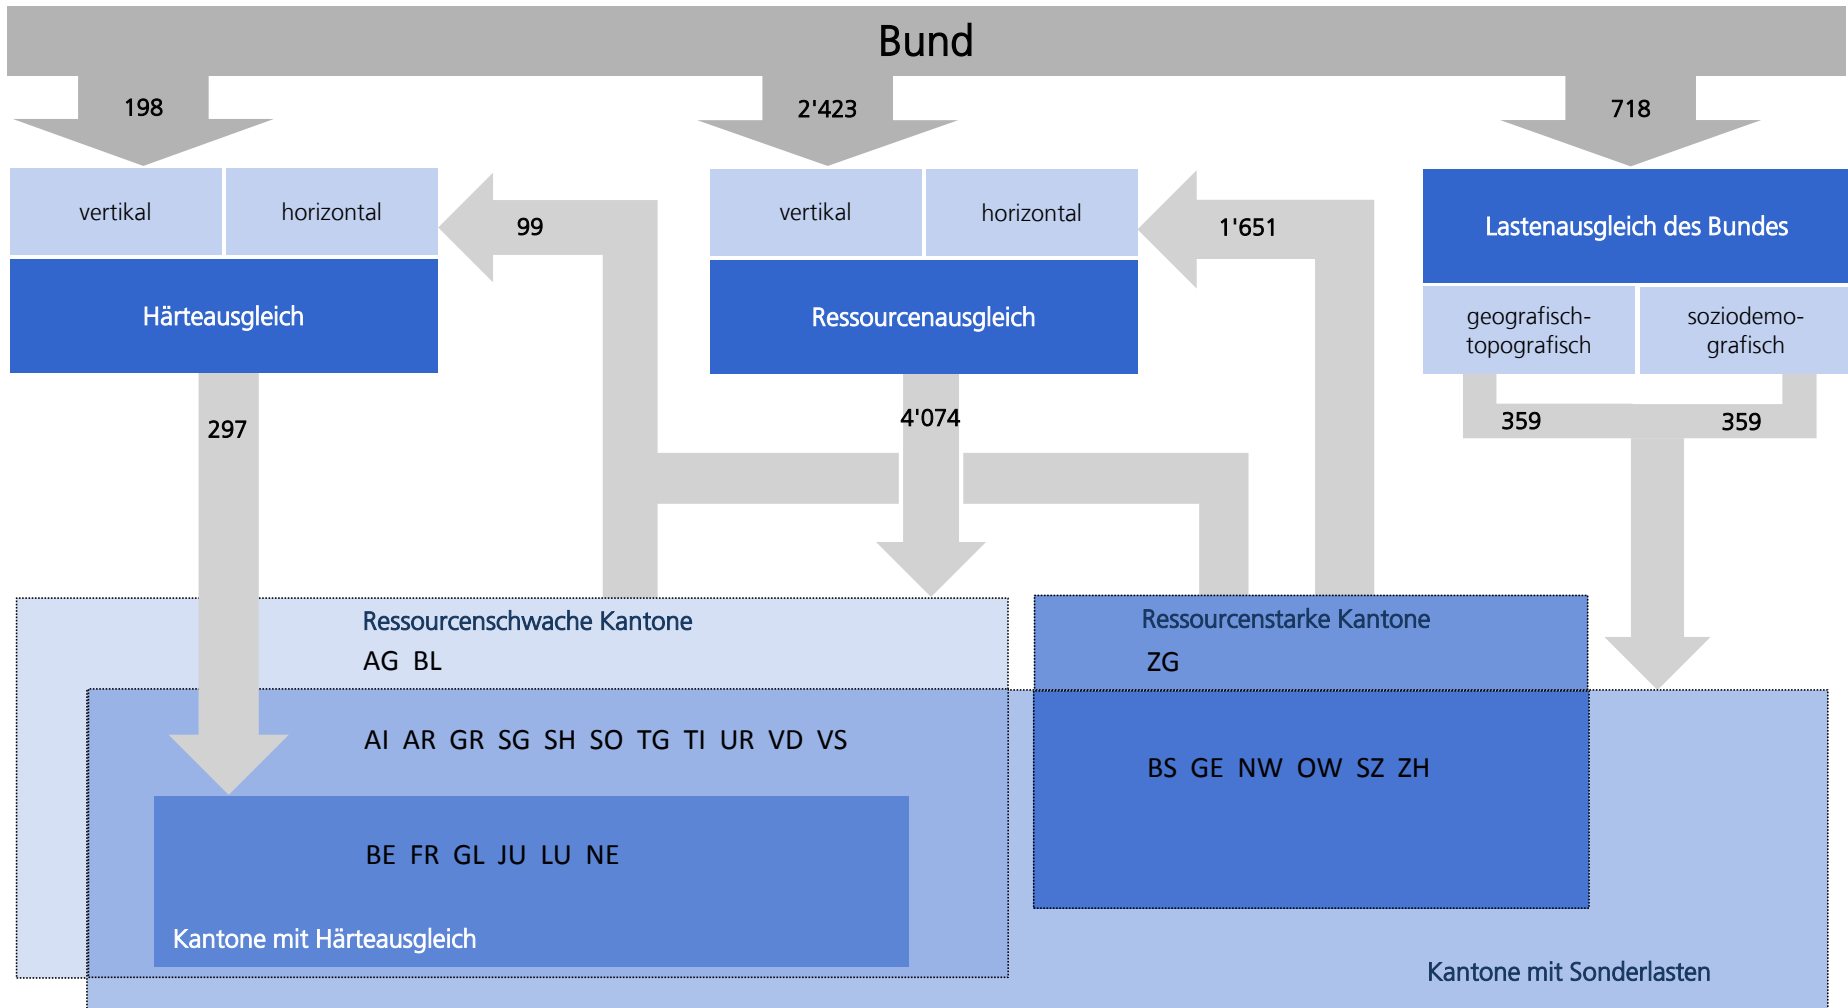 Bund
198
2'423
718
vertikal
horizontal
99
vertikal
horizontal
1'651
Lastenausgleich des Bundes
Härteausgleich
Ressourcenausgleich
geografisch-
topografisch
soziodemo-
grafisch
297
4'074
359
359
Ressourcenschwache Kantone
AG BL
Ressourcenstarke Kantone
ZG
AI AR GR SG SH SO TG TI UR VD VS
BS GE NW OW SZ ZH
BE FR GL JU LU NE
Kantone mit Härteausgleich
Kantone mit Sonderlasten